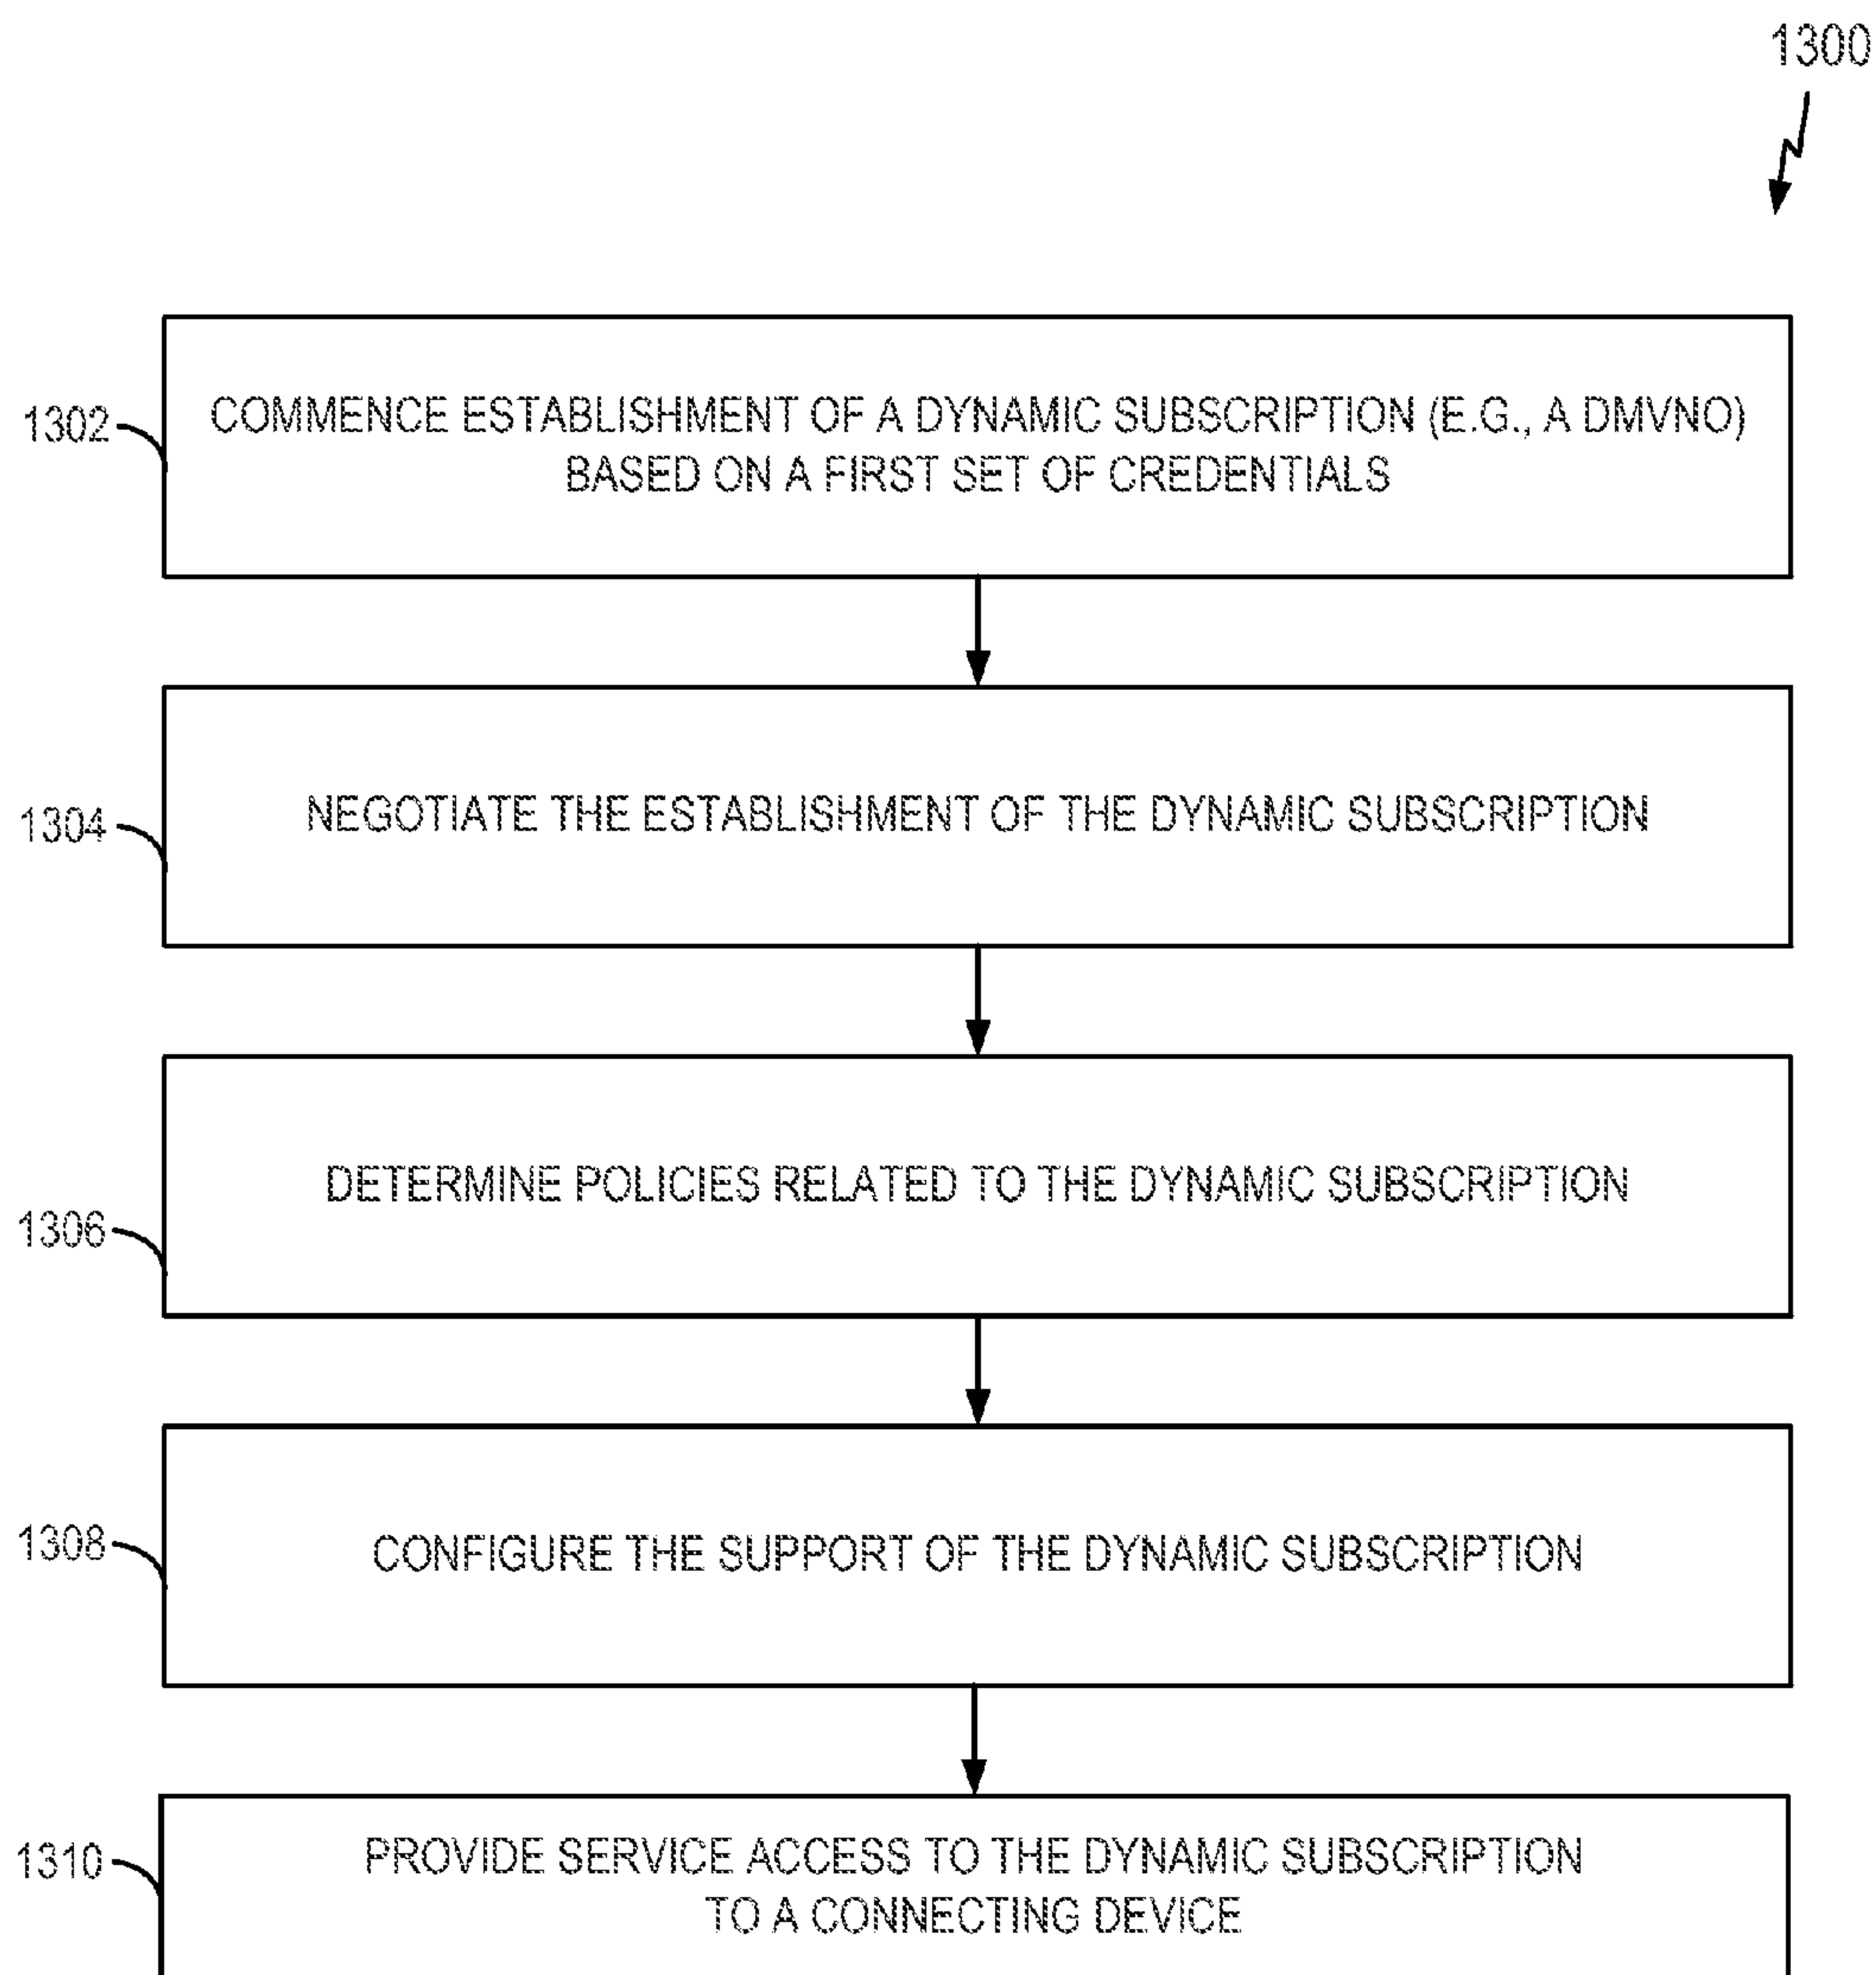 1300
1302
COMMENCE ESTABLISHMENT OF A DYNAMIC SUBSCRIPTION (E.G., A DMVNO)
BASED ON A FIRST SET OF CREDENTIALS
1304
NEGOTIATE THE ESTABLISHMENT OF THE DYNAMIC SUBSCRIPTION
1306
DETERMINE POLICIES RELATED TO THE DYNAMIC SUBSCRIPTION
1308
CONFIGURE THE SUPPORT OF THE DYNAMIC SUBSCRIPTION
1310
PROVIDE SERVICE ACCESS TO THE DYNAMIC SUBSCRIPTION
TO A CONNECTING DEVICE